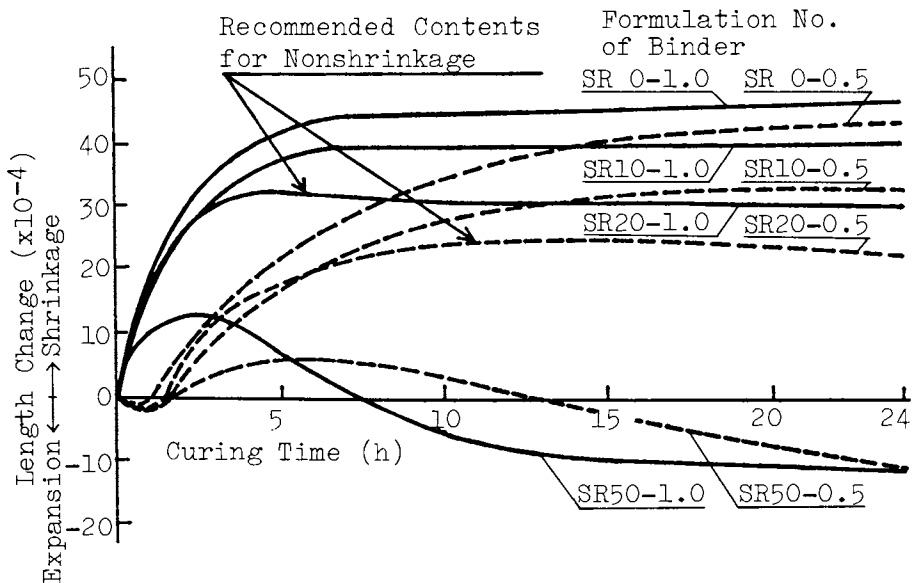 Recommended Contents
for Nonshrinkage
Formulation No.
of Binder
SR 0-1.0
SR 0-0.5
SR10-1.0
SR10-0.5
SR20-1.0
SR20-0.5
SR50-1.0
SR50-0.5
50
40
30
20
10
0
-10
-20
5
10
15
20
24
Curing Time (h)
Length Change (x10-4)
Expansion ←→ Shrinkage